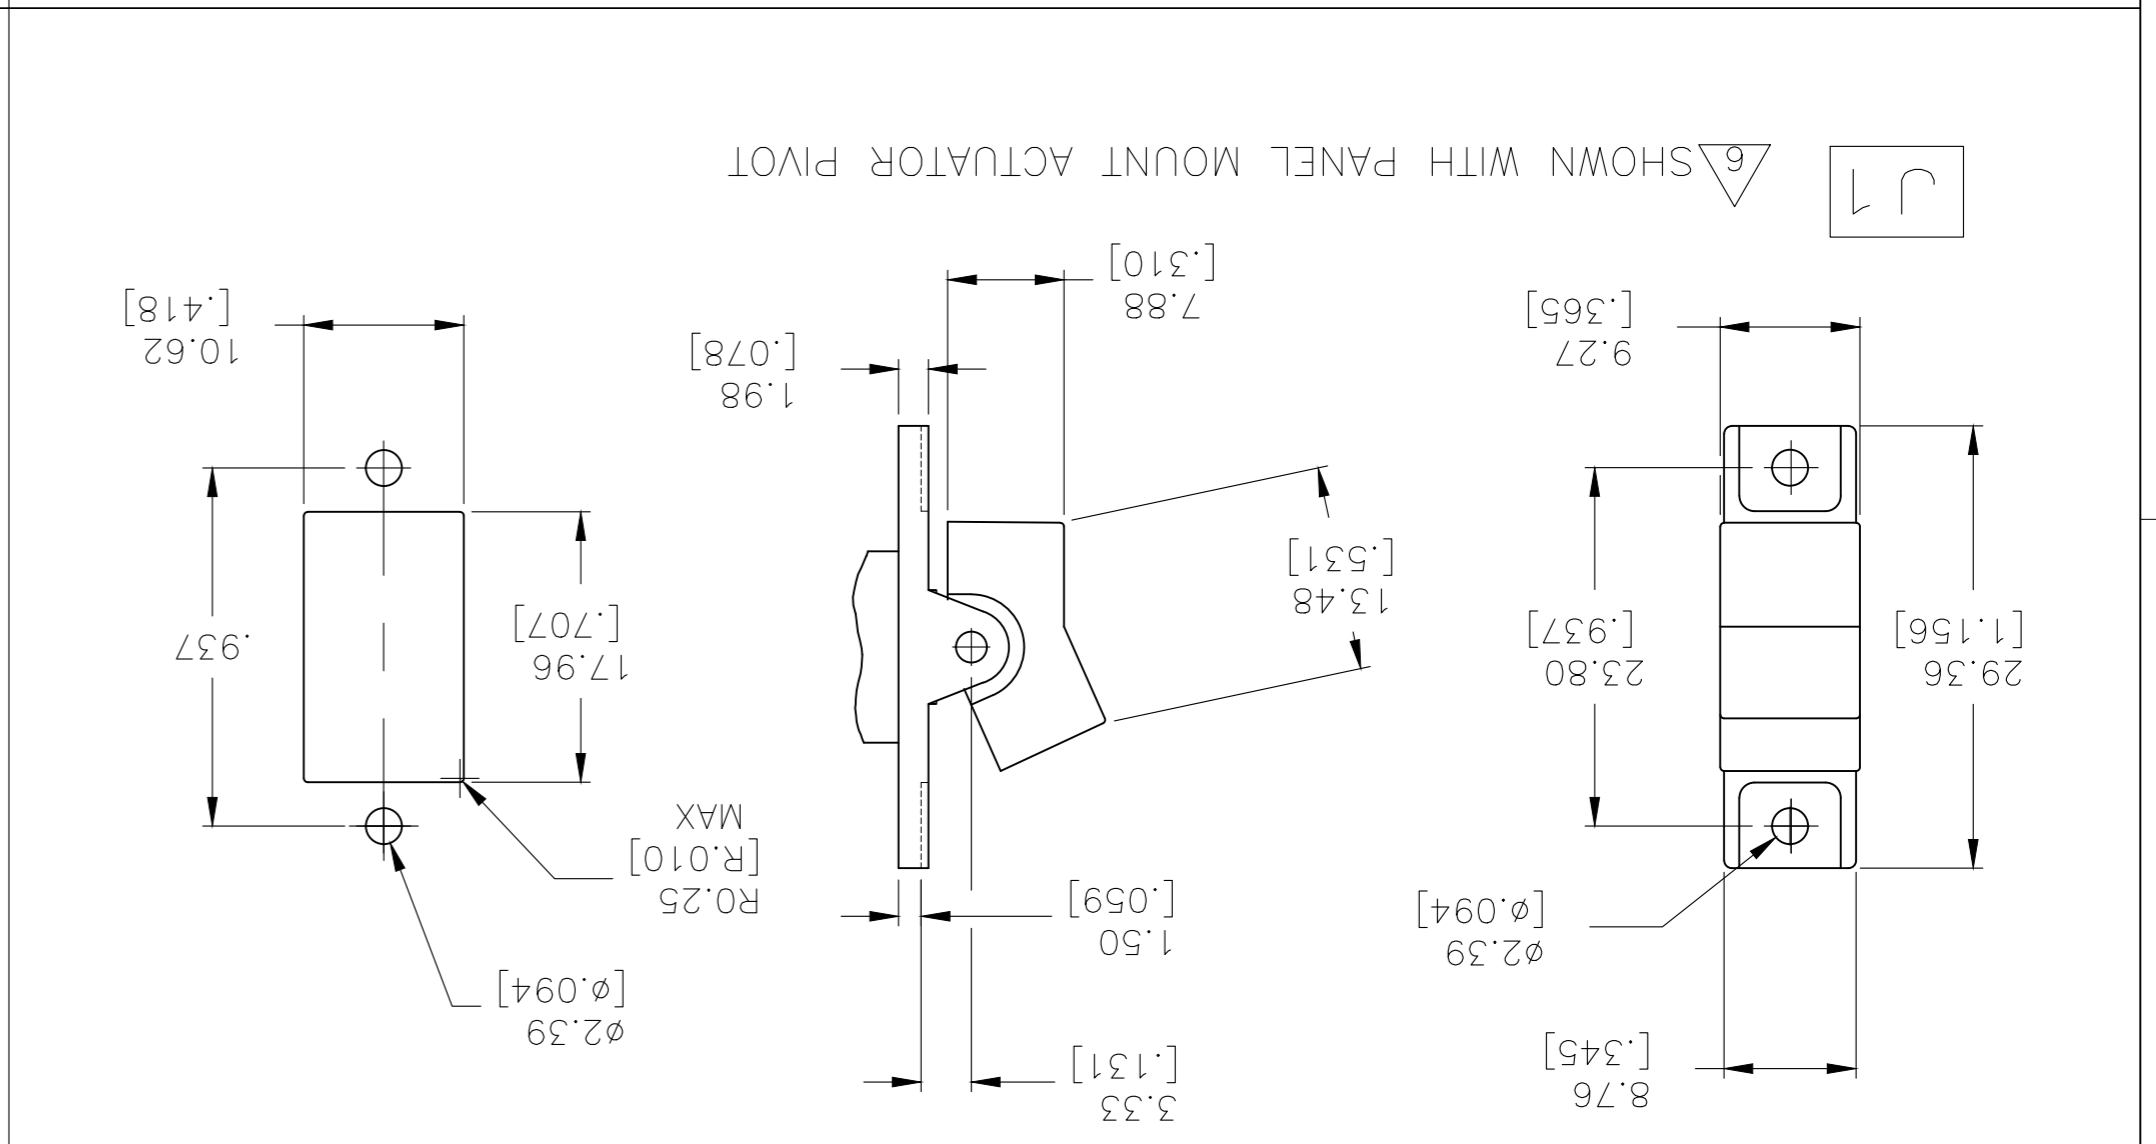 8.76
[.345]
3.33
[.131]
ø2.39
[ø.094]
ø2.39
[ø.094]
1.50
[.059]
R0.25
[R.010]
MAX
29.36
[1.156]
23.80
[.937]
13.48
[.531]
17.96
[.707]
.937
9.27
[.365]
7.88
[.310]
1.98
[.078]
10.62
[.418]
J1
6 SHOWN WITH PANEL MOUNT ACTUATOR PIVOT